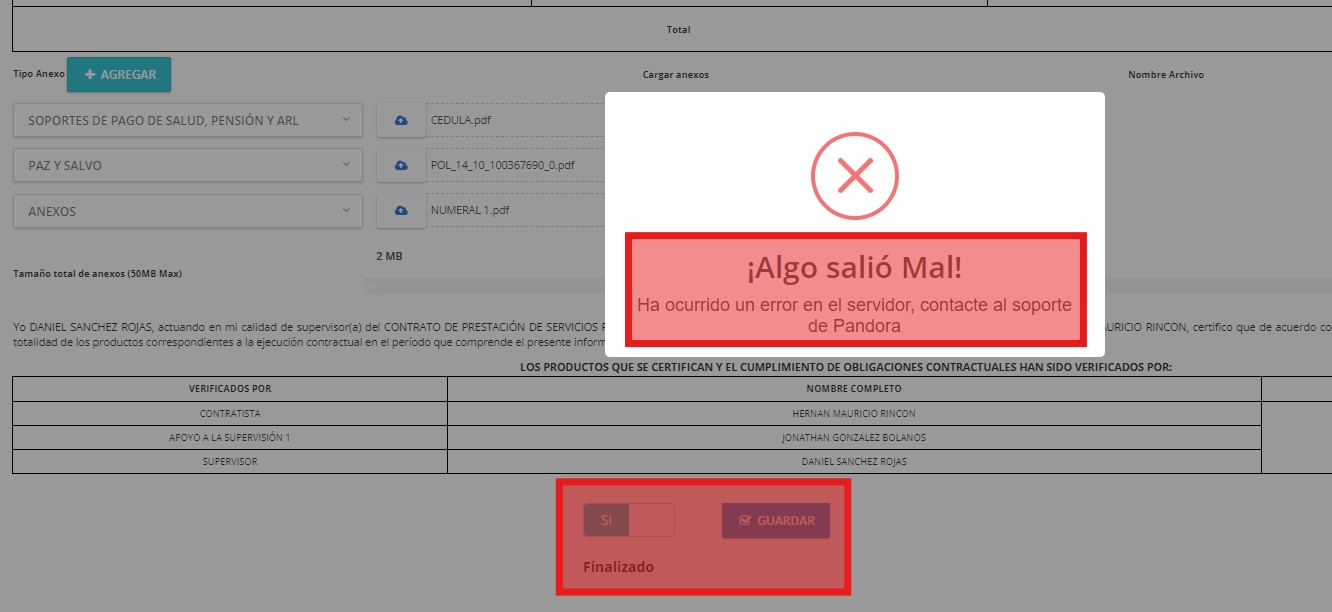 Total
Tipo Anexo
AGREGAR
Cargar anexos
Nombre Archivo
SOPORTES DE PAGO DE SALUD, PENSIÓN Y ARL
CEDULA.pdf
PAZ Y SALVO
POL_14_10_100367690_0.pdf
ANEXOS
NUMERAL 1.pdf
2 MB
Tamaño total de anexos (50MB Max)
¡Algo salió Mal!
Ha ocurrido un error en el servidor, contacte al soporte
de Pandora
Yo DANIEL SANCHEZ ROJAS, actuando en mi calidad de supervisor(a) del CONTRATO DE PRESTACIÓN DE SERVICIOS URICIO RINCON, certifico que de acuerdo co
totalidad de los productos correspondientes a la ejecución contractual en el período que comprende el presente inform
LOS PRODUCTOS QUE SE CERTIFICAN Y EL CUMPLIMIENTO DE OBLIGACIONES CONTRACTUALES HAN SIDO VERIFICADOS POR:
VERIFICADOS POR
NOMBRE COMPLETO
CONTRATISTA
HERNAN MAURICIO RINCON
APOYO A LA SUPERVISIÓN 1
JONATHAN GONZALEZ BOLANOS
SUPERVISOR
DANIEL SANCHEZ ROJAS
SI
GUARDAR
Finalizado